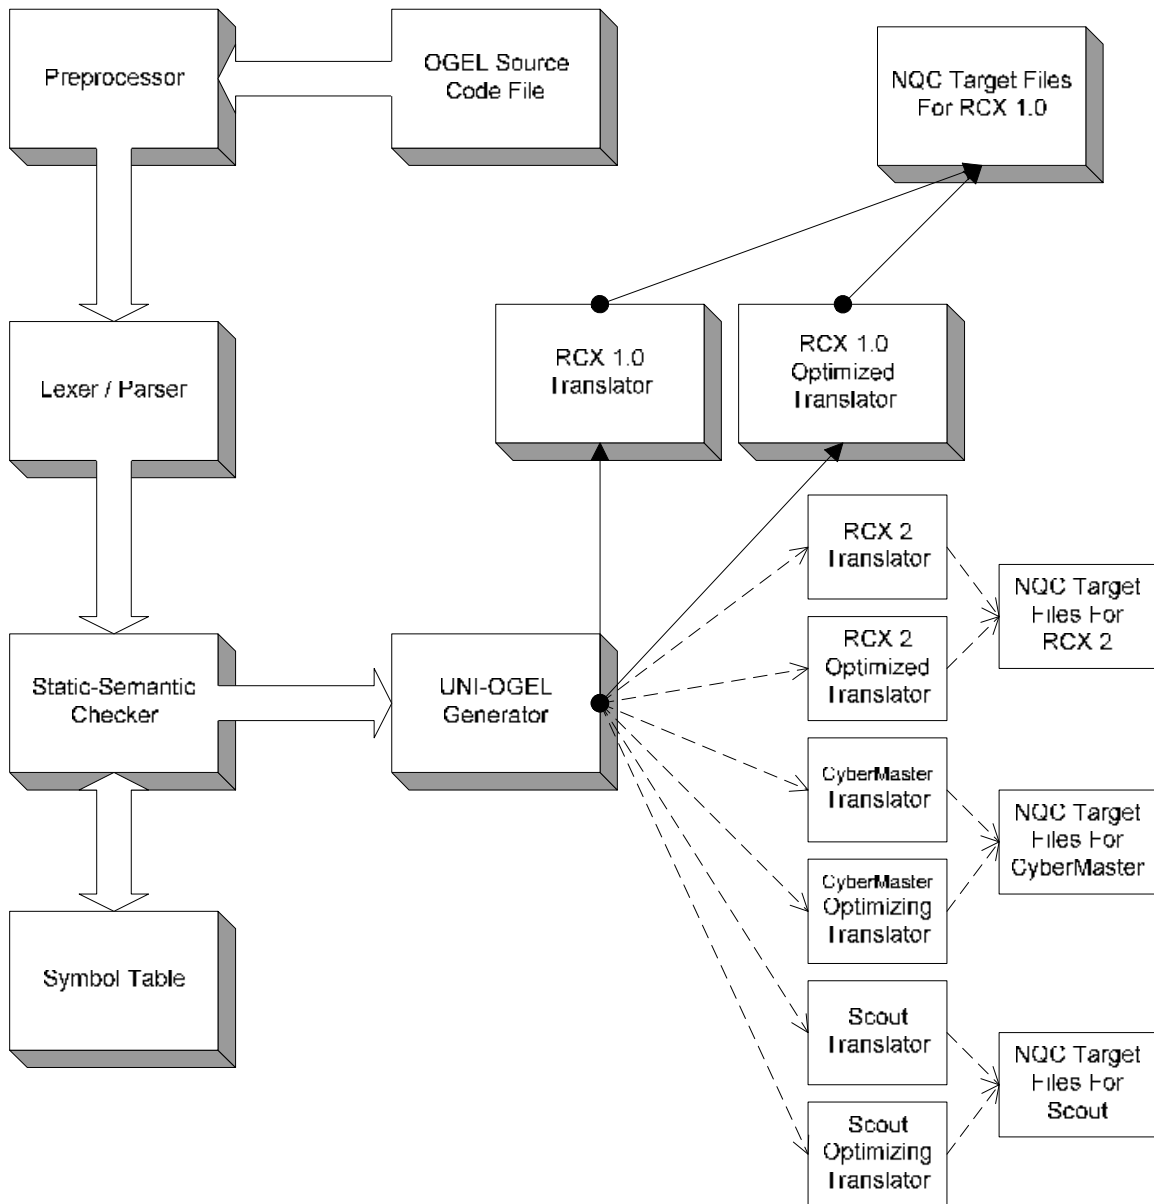 Preprocessor
OGEL Source
Code File
NQC Target Files
For RCX 1.0
RCX 1.0
Translator
RCX 1.0
Optimized
Translator
Lexer / Parser
RCX 2
Translator
NQC Target
Files For
RCX 2
RCX 2
Optimized
Translator
Static-Semantic
Checker
UNI-OGEL
Generator
CyberMaster
Translator
NQC Target
Files For
CyberMaster
CyberMaster
Optimizing
Translator
Symbol Table
Scout
Translator
NQC Target
Files For
Scout
Scout
Optimizing
Translator